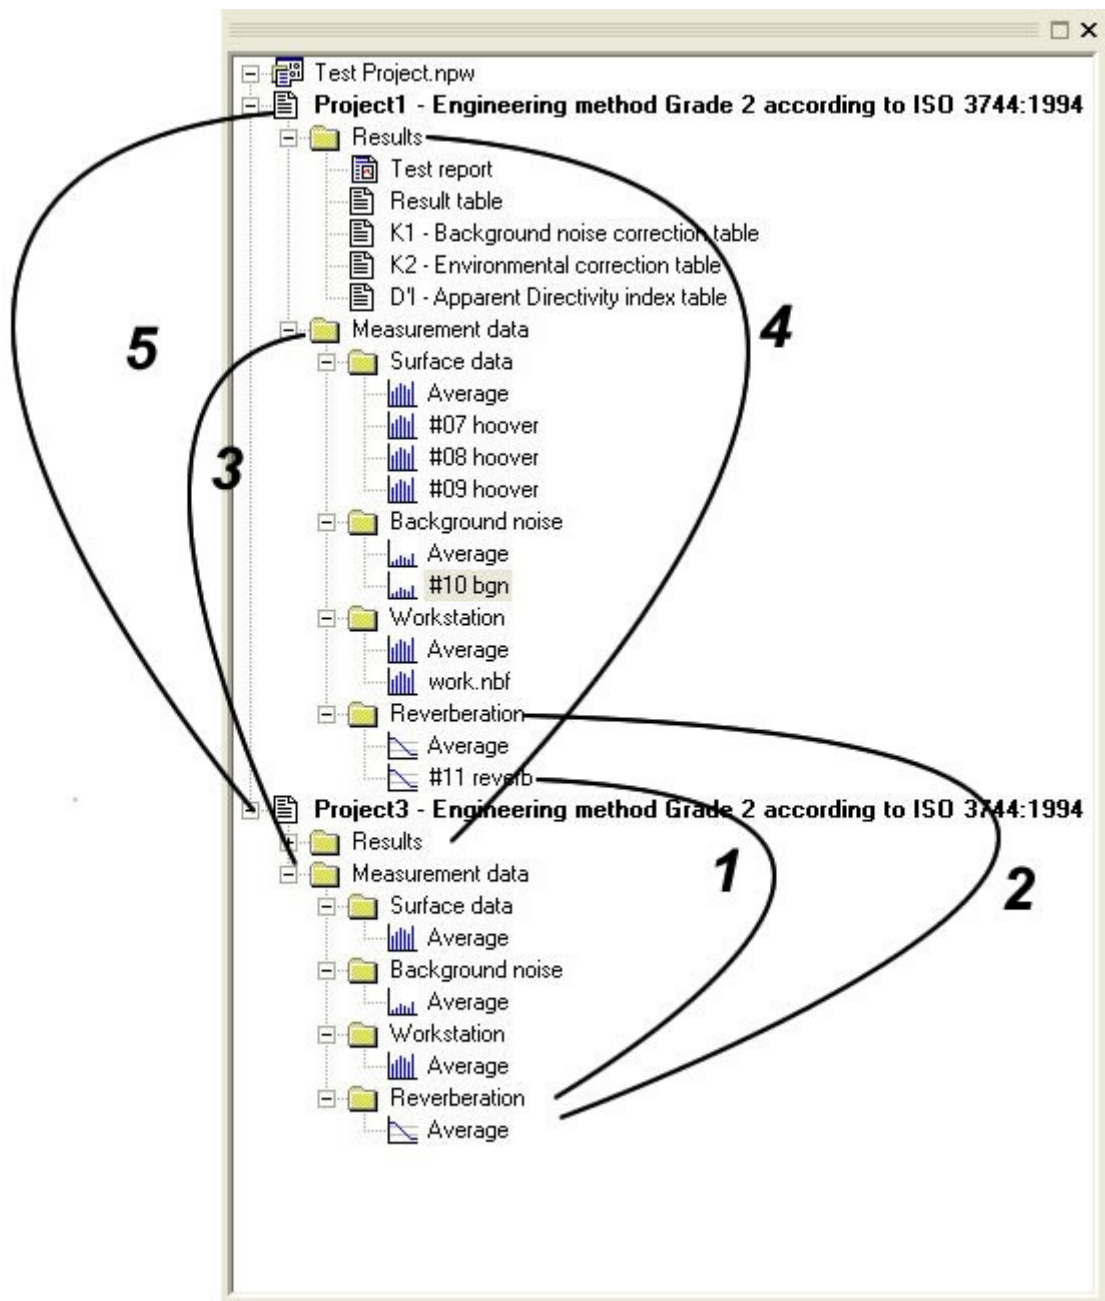 Test Project.npw
Project1 - Engineering method Grade 2 according to ISO 3744:1994
Results
Test report
Result table
K1 - Background noise correction table
K2 - Environmental correction table
D'I - Apparent Directivity index table
4
5
Measurement data
Surface data
Average
#07 hoover
#08 hoover
3
#09 hoover
Background noise
Average
#10 bgn
Workstation
Average
work.nbf
Reverberation
Average
#11 reverb
Project3 - Engineering method Grade 2 according to ISO 3744:1994
Results
Measurement data
1
2
Surface data
Average
Background noise
Average
Workstation
Average
Reverberation
Average